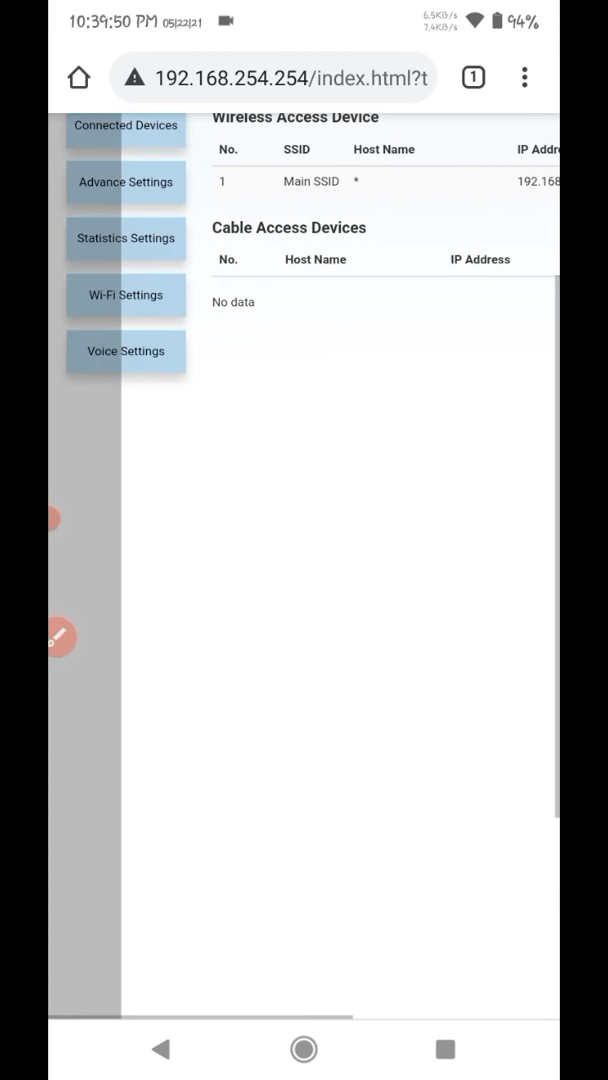 10:39:50 PM 05|22|21 6.5KB/s 7.4KB/s 94%
192.168.254.254/index.html?t 1
Connected Devices
Advance Settings
Statistics Settings
Wi-Fi Settings
Voice Settings
Wireless Access Device
No. SSID Host Name IP Addr
1 Main SSID * 192.168
Cable Access Devices
No. Host Name IP Address
No data